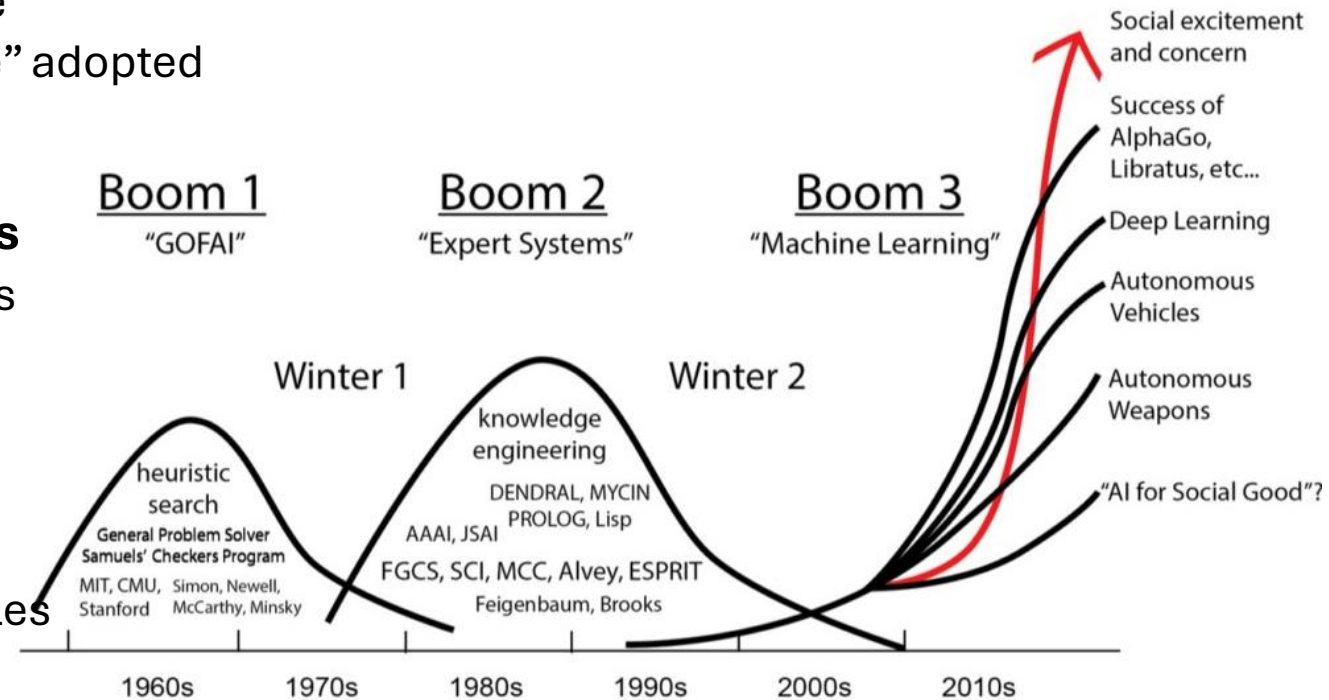 e
” adopted
s
s
es
Boom 1
“GOFAI”
Boom 2
“Expert Systems”
Boom 3
“Machine Learning”
Winter 1
Winter 2
heuristic
search
General Problem Solver
Samuels’ Checkers Program
MIT, CMU,
Stanford
Simon, Newell,
McCarthy, Minsky
knowledge
engineering
DENDRAL, MYCIN
PROLOG, Lisp
AAAI, JSAI
FGCS, SCI, MCC, Alvey, ESPRIT
Feigenbaum, Brooks
Social excitement
and concern
Success of
AlphaGo,
Libratus, etc...
Deep Learning
Autonomous
Vehicles
Autonomous
Weapons
“AI for Social Good”?
1960s 1970s 1980s 1990s 2000s 2010s